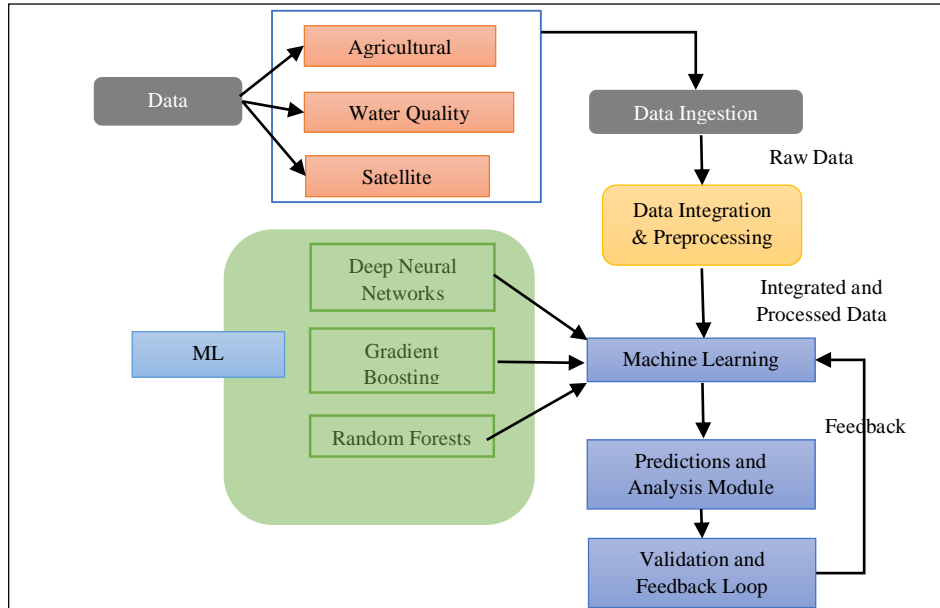 Data
Agricultural
Water Quality
Satellite
Data Ingestion
Raw Data
Data Integration
& Preprocessing
Integrated and
Processed Data
ML
Deep Neural
Networks
Gradient
Boosting
Random Forests
Machine Learning
Feedback
Predictions and
Analysis Module
Validation and
Feedback Loop